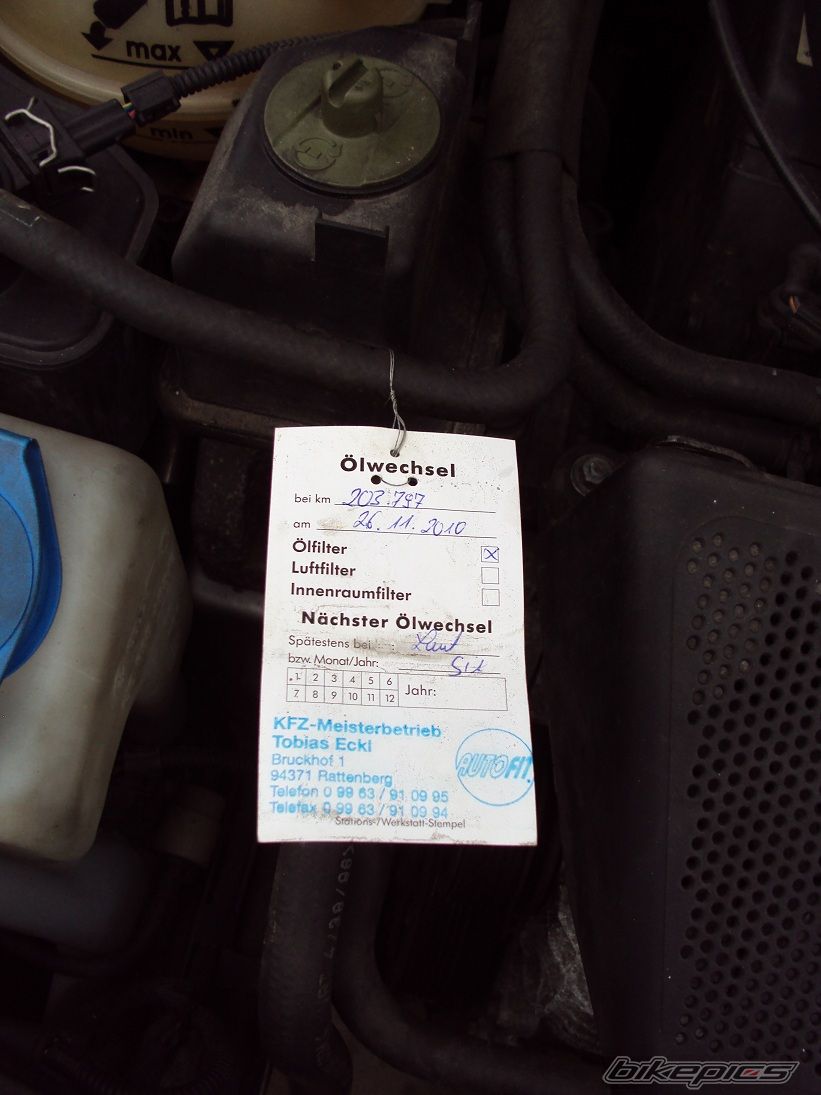 max
min
Ölwechsel
bei km 203.797
am 26.11.2010
Ölfilter
Luftfilter
Innenraumfilter
Nächster Ölwechsel
Spätestens bei: Laut
bzw. Monat/Jahr:
1 2 3 4 5 6
7 8 9 10 11 12
Jahr:
KFZ-Meisterbetrieb
Tobias Eckl
Bruckhof 1
94371 Rattenberg
Telefon 0 99 63 / 91 09 95
Telefax 0 99 63 / 91 09 94
AUTOFIT
Stations-/Werkstatt-Stempel
bikepics